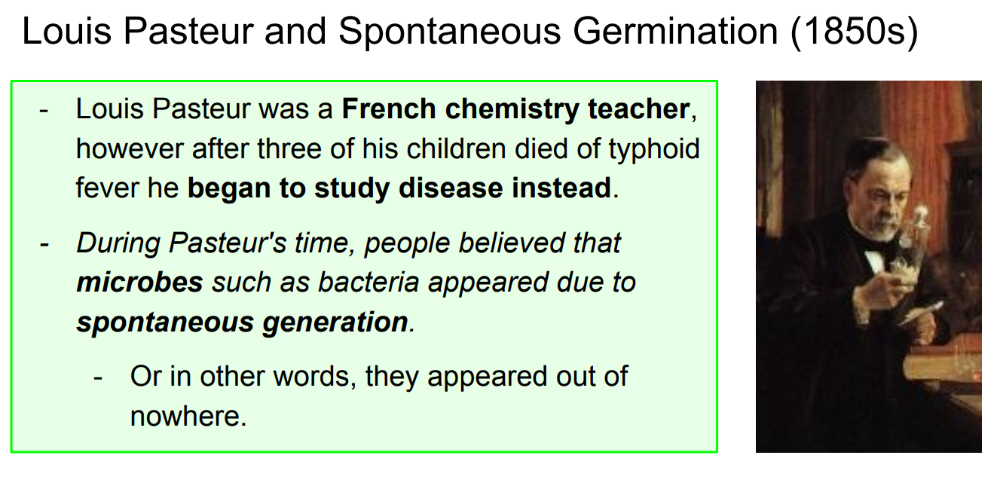 Louis Pasteur and Spontaneous Germination (1850s)
- Louis Pasteur was a French chemistry teacher,
however after three of his children died of typhoid
fever he began to study disease instead.
- During Pasteur's time, people believed that
microbes such as bacteria appeared due to
spontaneous generation.
- Or in other words, they appeared out of
nowhere.